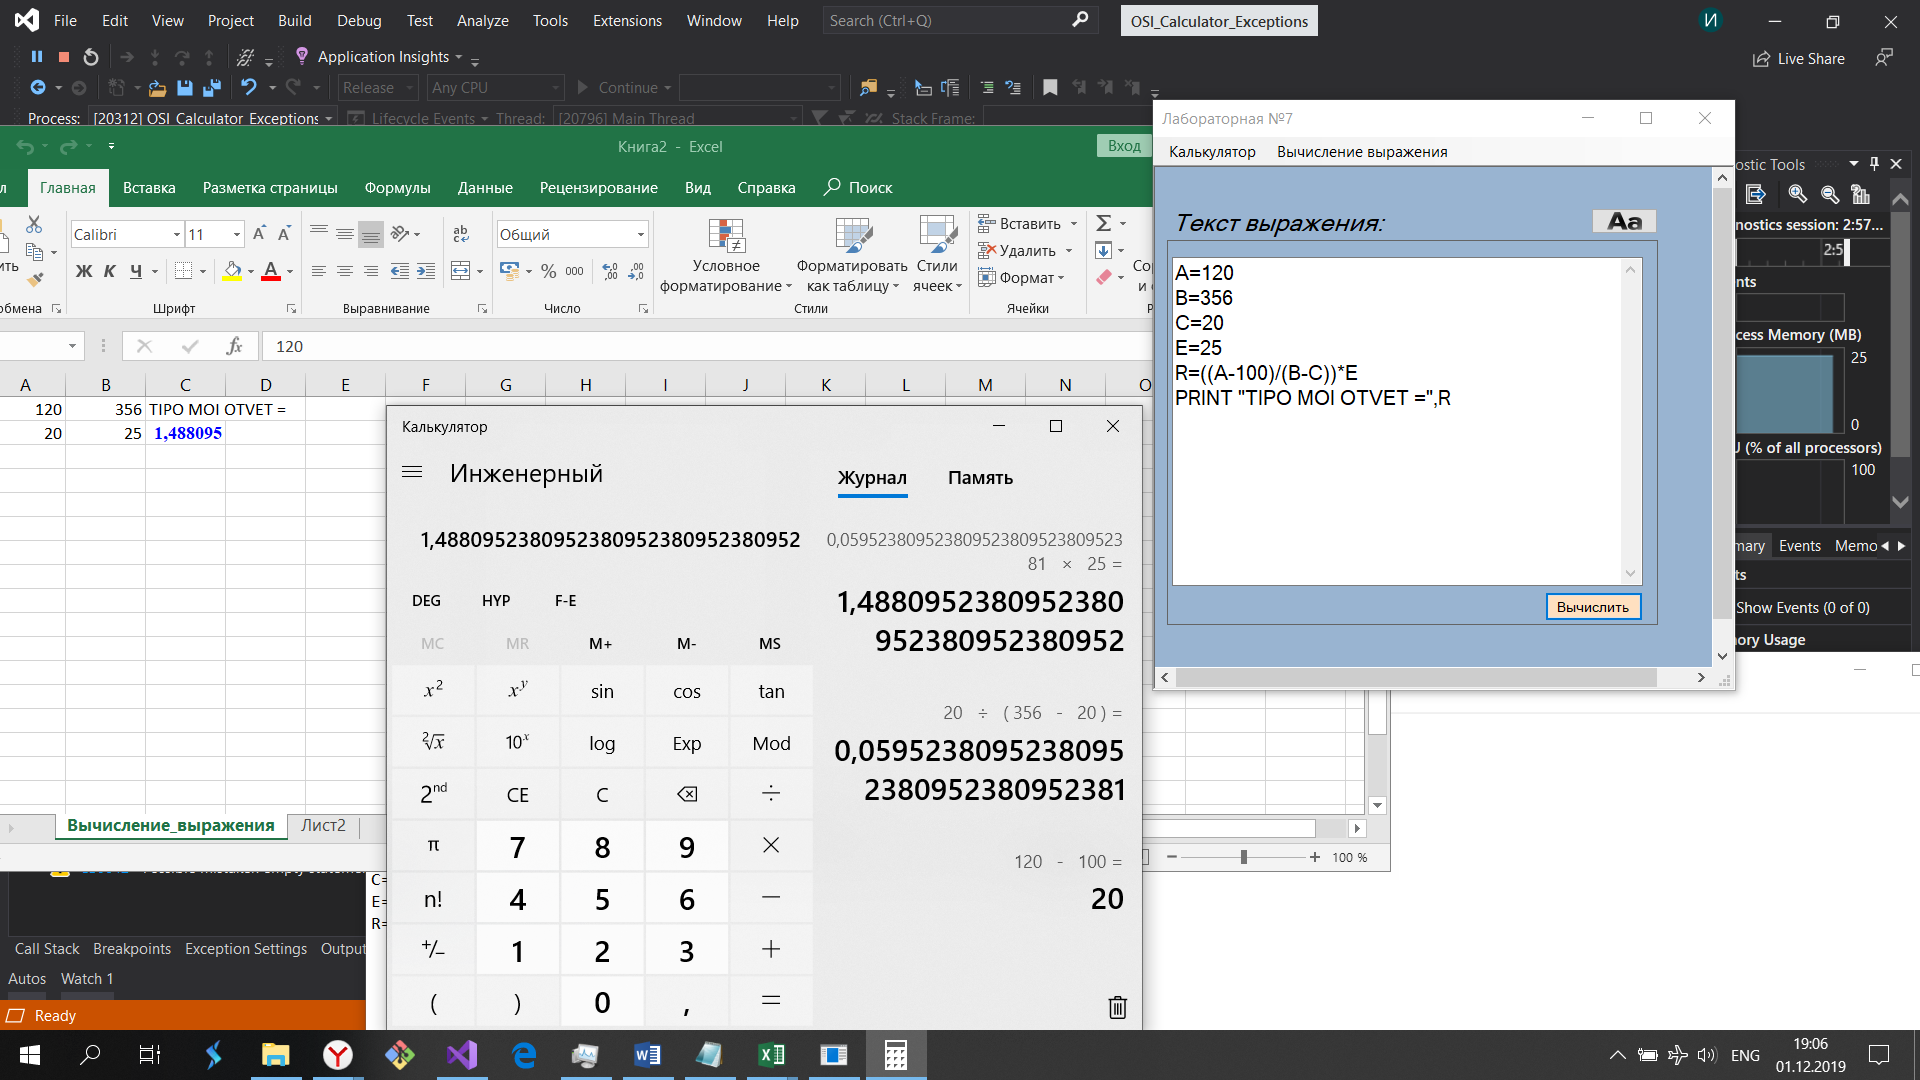 File Edit View Project Build Debug Test Analyze Tools Extensions Window Help Search (Ctrl+Q) OSI_Calculator_Exceptions И
Application Insights Live Share
Release Any CPU Continue
Process: [20312] OSI_Calculator_Exceptions Lifecycle Events Thread: [20796] Main Thread Stack Frame:
Книга2 - Excel Вход
Главная Вставка Разметка страницы Формулы Данные Рецензирование Вид Справка Поиск
Calibri 11 Общий
Ж К Ч
% 000
Условное
форматирование
Форматировать
как таблицу
Стили
ячеек
Вставить
Удалить
Формат
Шрифт Выравнивание Число Стили Ячейки
fx 120
A B C D E F G H I J K L M N
120 356 TIPO MOI OTVET =
20 25 1,488095
Вычисление_выражения Лист2
100 %
Лабораторная №7
Калькулятор Вычисление выражения
Текст выражения: Aa
A=120
B=356
C=20
E=25
R=((A-100)/(B-C))*E
PRINT "TIPO MOI OTVET =",R
Вычислить
Калькулятор
Инженерный
Журнал Память
1,4880952380952380952380952380952
DEG HYP F-E
MC MR M+ M- MS
x² xʸ sin cos tan
²√x 10ˣ log Exp Mod
2ⁿᵈ CE C ÷
π 7 8 9 ×
n! 4 5 6 −
+/− 1 2 3 +
( ) 0 , =
0,05952380952380952380952380952381 × 25 =
1,4880952380952380
952380952380952
20 ÷ ( 356 - 20 ) =
0,0595238095238095
2380952380952381
120 - 100 =
20
ostic Tools
nostics session: 2:57...
2:5
nts
cess Memory (MB)
25
0
(% of all processors)
100
mary Events Memo
ts
Show Events (0 of 0)
ory Usage
C=
E=
R=
Call Stack Breakpoints Exception Settings Output
Autos Watch 1
Ready
ENG
19:06
01.12.2019